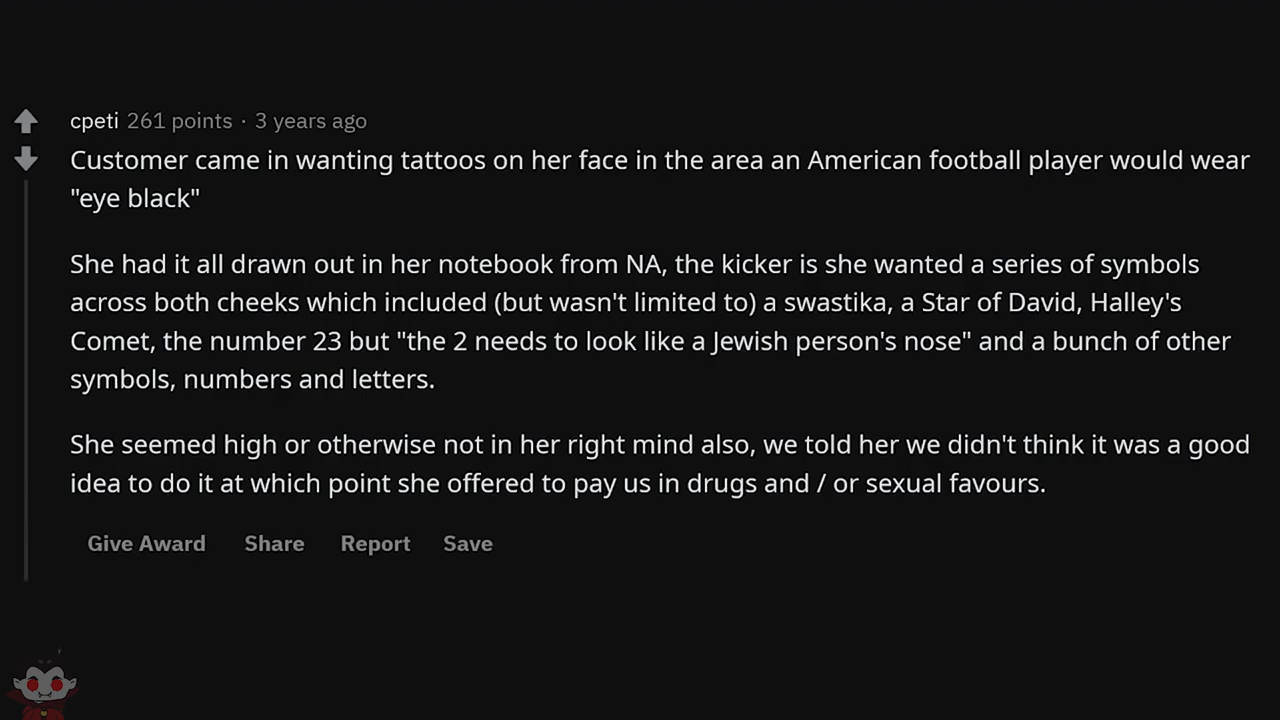 cpeti 261 points · 3 years ago
Customer came in wanting tattoos on her face in the area an American football player would wear
"eye black"
She had it all drawn out in her notebook from NA, the kicker is she wanted a series of symbols
across both cheeks which included (but wasn't limited to) a swastika, a Star of David, Halley's
Comet, the number 23 but "the 2 needs to look like a Jewish person's nose" and a bunch of other
symbols, numbers and letters.
She seemed high or otherwise not in her right mind also, we told her we didn't think it was a good
idea to do it at which point she offered to pay us in drugs and / or sexual favours.
Give Award Share Report Save